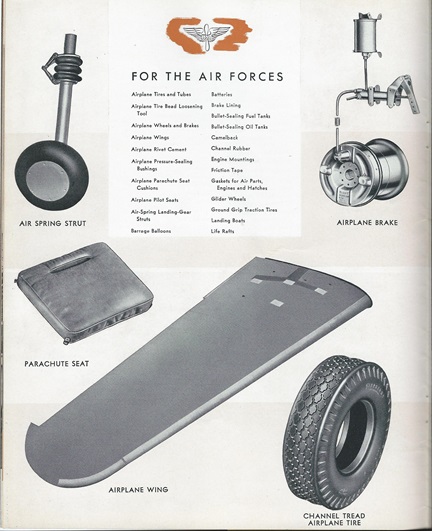 FOR THE AIR FORCES
Airplane Tires and Tubes
Airplane Tire Bead Loosening
Tool
Airplane Wheels and Brakes
Airplane Wings
Airplane Rivet Cement
Airplane Pressure-Sealing
Bushings
Airplane Parachute Seat
Cushions
Airplane Pilot Seats
Air-Spring Landing-Gear
Struts
Barrage Balloons
Batteries
Brake Lining
Bullet-Sealing Fuel Tanks
Bullet-Sealing Oil Tanks
Camelback
Channel Rubber
Engine Mountings
Friction Tape
Gaskets for Air Parts,
Engines and Hatches
Glider Wheels
Ground Grip Traction Tires
Landing Boats
Life Rafts
AIR SPRING STRUT
AIRPLANE BRAKE
PARACHUTE SEAT
AIRPLANE WING
CHANNEL TREAD
AIRPLANE TIRE